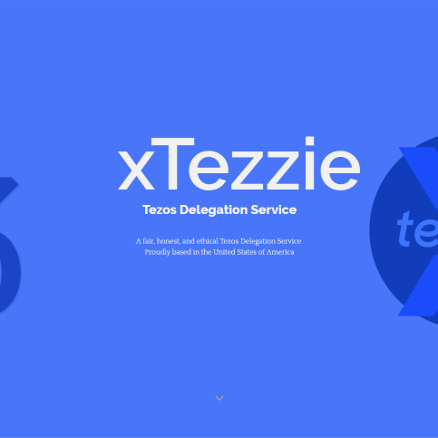 xTezzie
Tezos Delegation Service
A fair, honest, and ethical Tezos Delegation Service
Proudly based in the United States of America
te